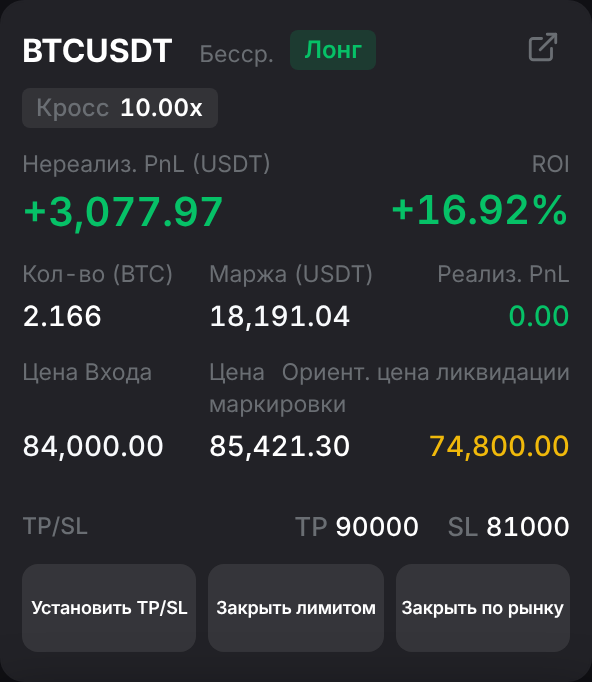 BTCUSDT Бесср. Лонг
Кросс 10.00x
Нереализ. PnL (USDT) ROI
+3,077.97 +16.92%
Кол-во (BTC) Маржа (USDT) Реализ. PnL
2.166 18,191.04 0.00
Цена Входа Цена маркировки Ориент. цена ликвидации
84,000.00 85,421.30 74,800.00
TP/SL TP 90000 SL 81000
Установить TP/SL Закрыть лимитом Закрыть по рынку